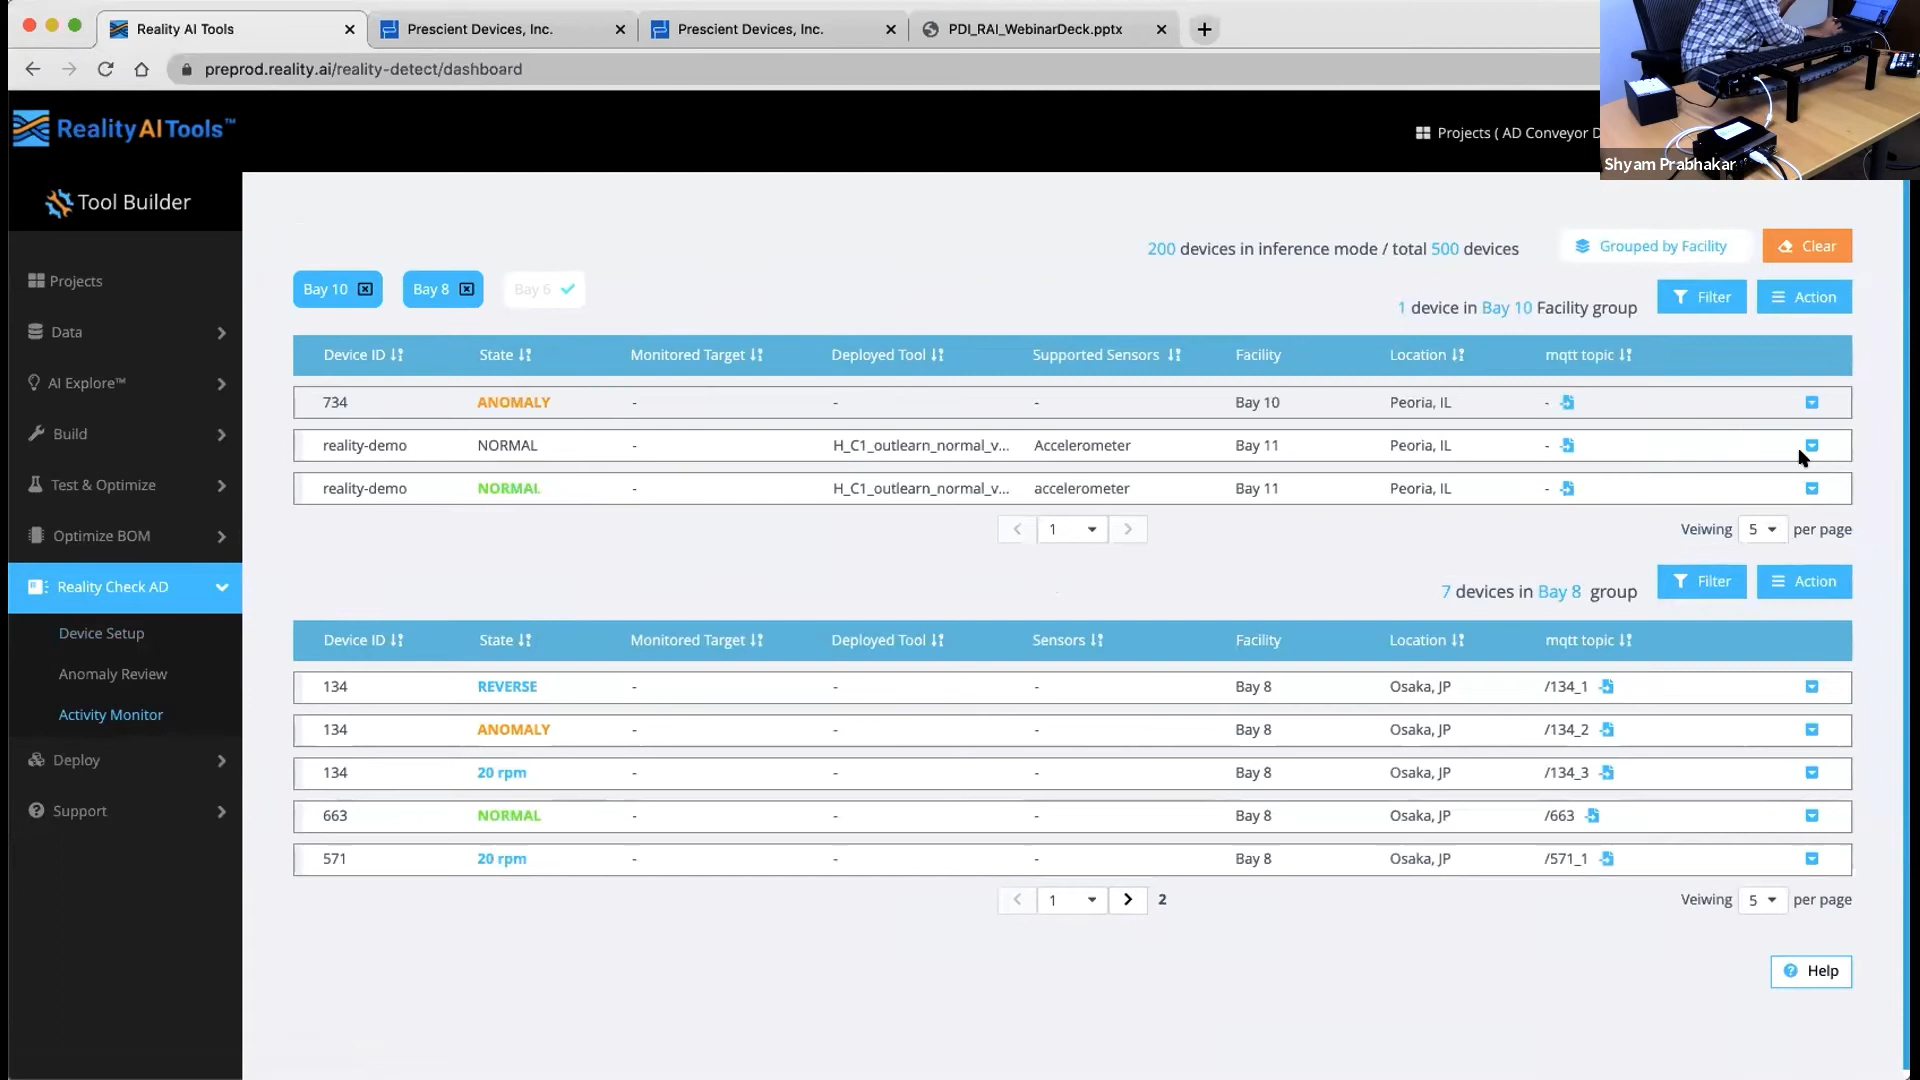 Reality AI Tools
Prescient Devices, Inc.
Prescient Devices, Inc.
PDI_RAI_WebinarDeck.pptx
preprod.reality.ai/reality-detect/dashboard
Reality AI Tools™
Projects ( AD Conveyor D
Shyam Prabhakar
Tool Builder
Projects
Data
AI Explore™
Build
Test & Optimize
Optimize BOM
Reality Check AD
Device Setup
Anomaly Review
Activity Monitor
Deploy
Support
200 devices in inference mode / total 500 devices
Grouped by Facility
Clear
Bay 10
Bay 8
Bay 6
1 device in Bay 10 Facility group
Filter
Action
Device ID State Monitored Target Deployed Tool Supported Sensors Facility Location mqtt topic
734 ANOMALY - - - Bay 10 Peoria, IL -
reality-demo NORMAL - H_C1_outlearn_normal_v... Accelerometer Bay 11 Peoria, IL -
reality-demo NORMAL - H_C1_outlearn_normal_v... accelerometer Bay 11 Peoria, IL -
1
Veiwing 5 per page
7 devices in Bay 8 group
Filter
Action
Device ID State Monitored Target Deployed Tool Sensors Facility Location mqtt topic
134 REVERSE - - - Bay 8 Osaka, JP /134_1
134 ANOMALY - - - Bay 8 Osaka, JP /134_2
134 20 rpm - - - Bay 8 Osaka, JP /134_3
663 NORMAL - - - Bay 8 Osaka, JP /663
571 20 rpm - - - Bay 8 Osaka, JP /571_1
1 2
Veiwing 5 per page
Help